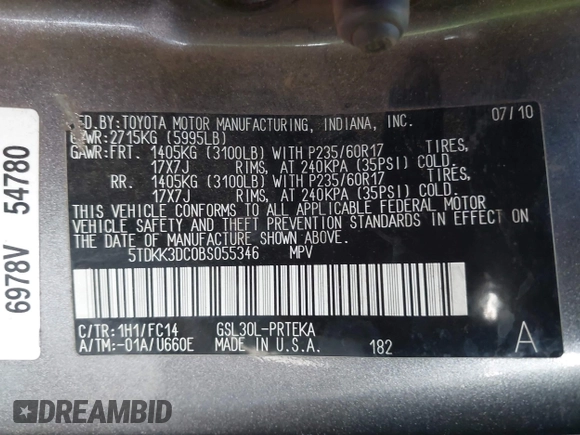 MFD.BY:TOYOTA MOTOR MANUFACTURING, INDIANA, INC. 07/10
GVWR:2715KG (5995LB)
GAWR:FRT. 1405KG (3100LB) WITH P235/60R17 TIRES,
17X7J RIMS, AT 240KPA (35PSI) COLD.
RR. 1405KG (3100LB) WITH P235/60R17 TIRES,
17X7J RIMS, AT 240KPA (35PSI) COLD.
THIS VEHICLE CONFORMS TO ALL APPLICABLE FEDERAL MOTOR
VEHICLE SAFETY AND THEFT PREVENTION STANDARDS IN EFFECT ON
THE DATE OF MANUFACTURE SHOWN ABOVE.
5TDKK3DC0BS055346 MPV
C/TR:1H1/FC14 GSL30L-PRTEKA
A/TM:-01A/U660E MADE IN U.S.A. 182 A
6978V 54780
DREAMBID